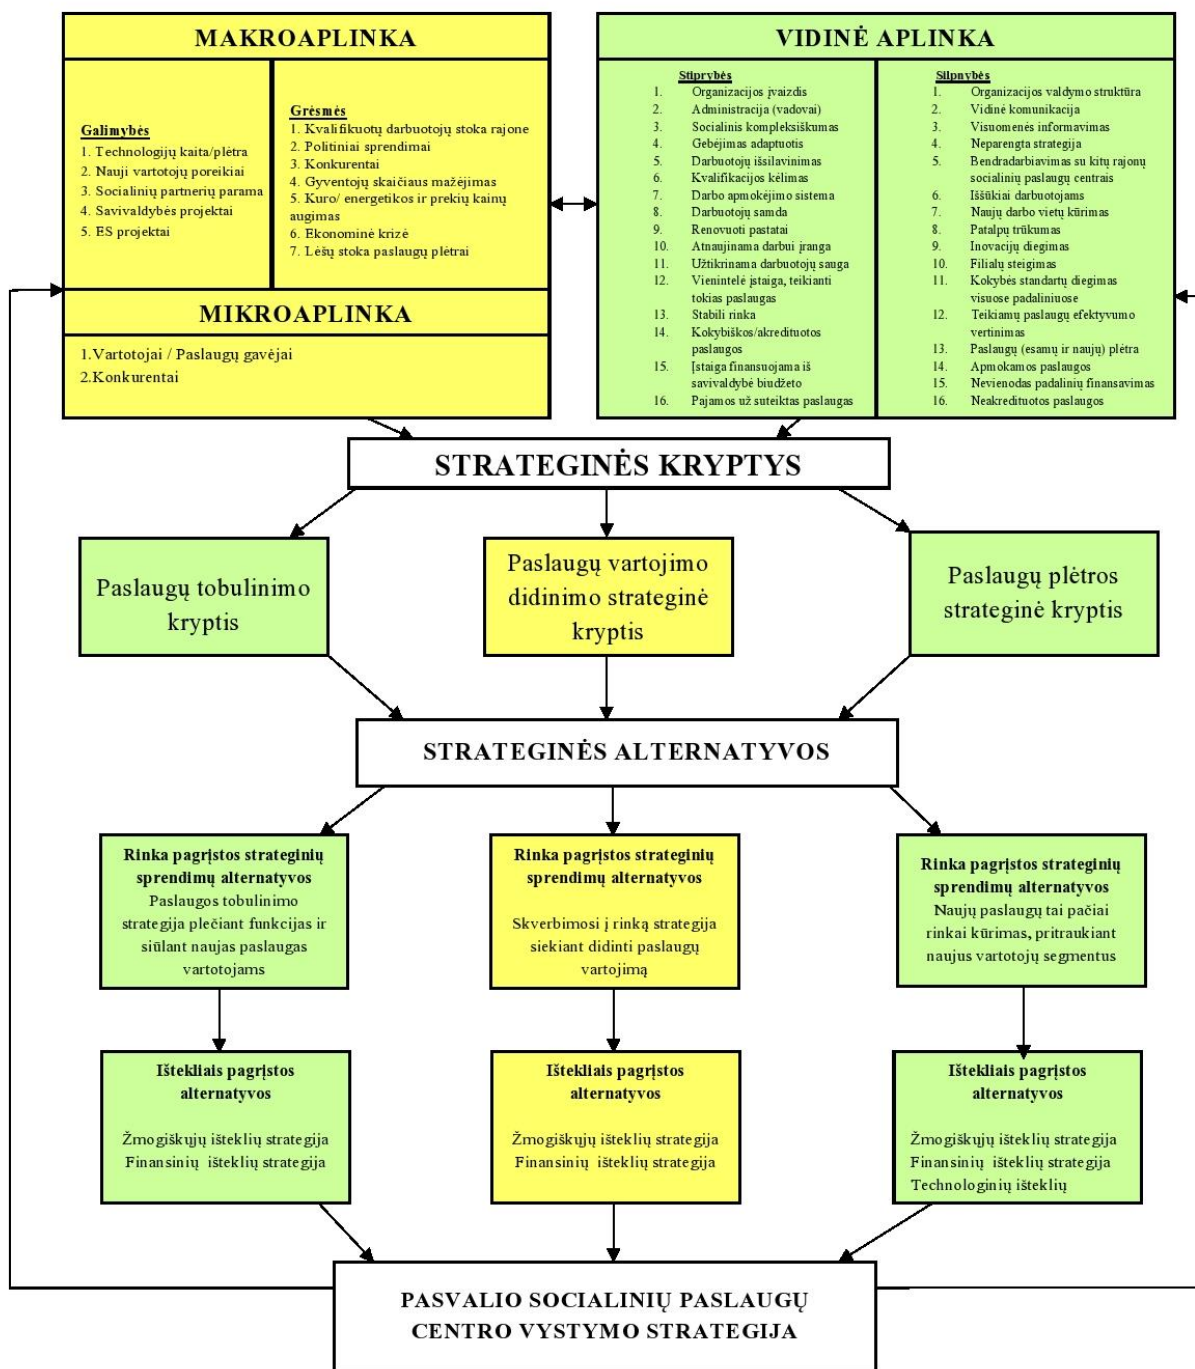 MAKROAPLINKA
Galimybės
1. Technologijų kaita/plėtra
2. Nauji vartotojų poreikiai
3. Socialinių partnerių parama
4. Savivaldybės projektai
5. ES projektai
Grėsmės
1. Kvalifikuotų darbuotojų stoka rajone
2. Politiniai sprendimai
3. Konkurentai
4. Gyventojų skaičiaus mažėjimas
5. Kuro/ energetikos ir prekių kainų
augimas
6. Ekonominė krizė
7. Lėšų stoka paslaugų plėtrai
MIKROAPLINKA
1.Vartotojai / Paslaugų gavėjai
2.Konkurentai
VIDINĖ APLINKA
Stiprybės
1. Organizacijos įvaizdis
2. Administracija (vadovai)
3. Socialinis kompleksiškumas
4. Gebėjimas adaptuotis
5. Darbuotojų išsilavinimas
6. Kvalifikacijos kėlimas
7. Darbo apmokėjimo sistema
8. Darbuotojų samda
9. Renovuoti pastatai
10. Atnaujinama darbui įranga
11. Užtikrinama darbuotojų sauga
12. Vienintelė įstaiga, teikianti
tokias paslaugas
13. Stabili rinka
14. Kokybiškos/akredituotos
paslaugos
15. Įstaiga finansuojama iš
savivaldybė biudžeto
16. Pajamos už suteiktas paslaugas
Silpnybės
1. Organizacijos valdymo struktūra
2. Vidinė komunikacija
3. Visuomenės informavimas
4. Neparengta strategija
5. Bendradarbiavimas su kitų rajonų
socialinių paslaugų centrais
6. Iššūkiai darbuotojams
7. Naujų darbo vietų kūrimas
8. Patalpų trūkumas
9. Inovacijų diegimas
10. Filialų steigimas
11. Kokybės standartų diegimas
visuose padaliniuose
12. Teikiamų paslaugų efektyvumo
vertinimas
13. Paslaugų (esamų ir naujų) plėtra
14. Apmokamos paslaugos
15. Nevienodas padalinių finansavimas
16. Neakredituotos paslaugos
STRATEGINĖS KRYPTYS
Paslaugų tobulinimo
kryptis
Paslaugų vartojimo
didinimo strateginė
kryptis
Paslaugų plėtros
strateginė kryptis
STRATEGINĖS ALTERNATYVOS
Rinka pagrįstos strateginių
sprendimų alternatyvos
Paslaugos tobulinimo
strategija plečiant funkcijas ir
siūlant naujas paslaugas
vartotojams
Rinka pagrįstos strateginių
sprendimų alternatyvos
Skverbimosi į rinką strategija
siekiant didinti paslaugų
vartojimą
Rinka pagrįstos strateginių
sprendimų alternatyvos
Naujų paslaugų tai pačiai
rinkai kūrimas, pritraukiant
naujus vartotojų segmentus
Ištekliais pagrįstos
alternatyvos
Žmogiškųjų išteklių strategija
Finansinių išteklių strategija
Ištekliais pagrįstos
alternatyvos
Žmogiškųjų išteklių strategija
Finansinių išteklių strategija
Ištekliais pagrįstos
alternatyvos
Žmogiškųjų išteklių strategija
Finansinių išteklių strategija
Technologinių išteklių
PASVALIO SOCIALINIŲ PASLAUGŲ
CENTRO VYSTYMO STRATEGIJA